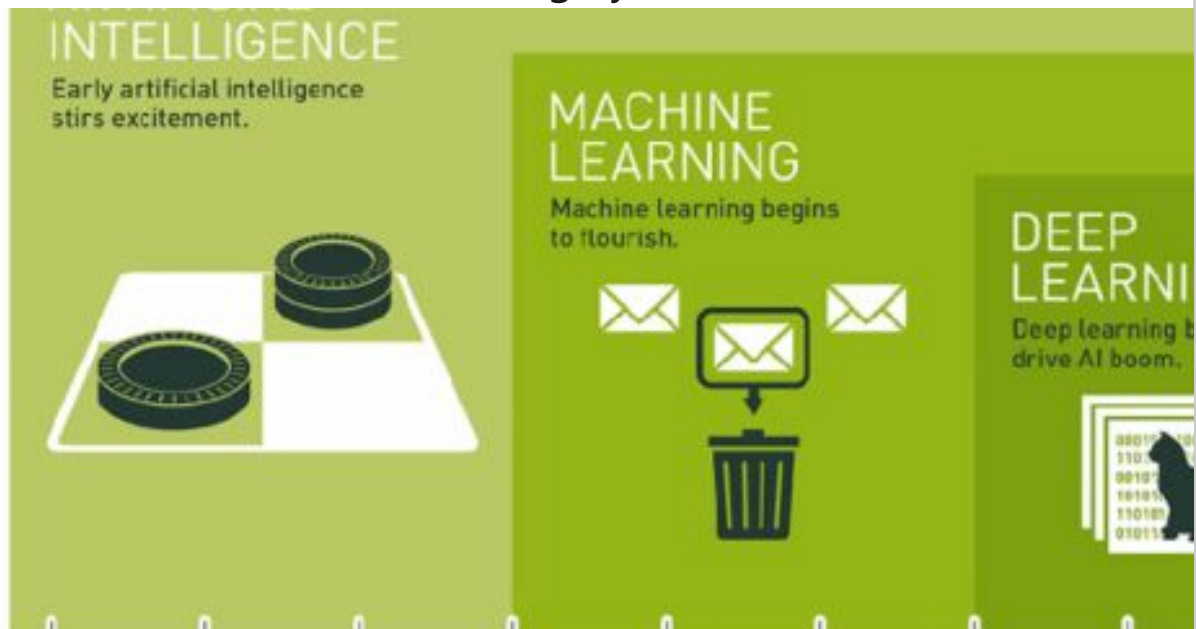 INTELLIGENCE
Early artificial intelligence
stirs excitement.
MACHINE
LEARNING
Machine learning begins
to flourish.
DEEP
LEARNI
Deep learning b
drive AI boom.